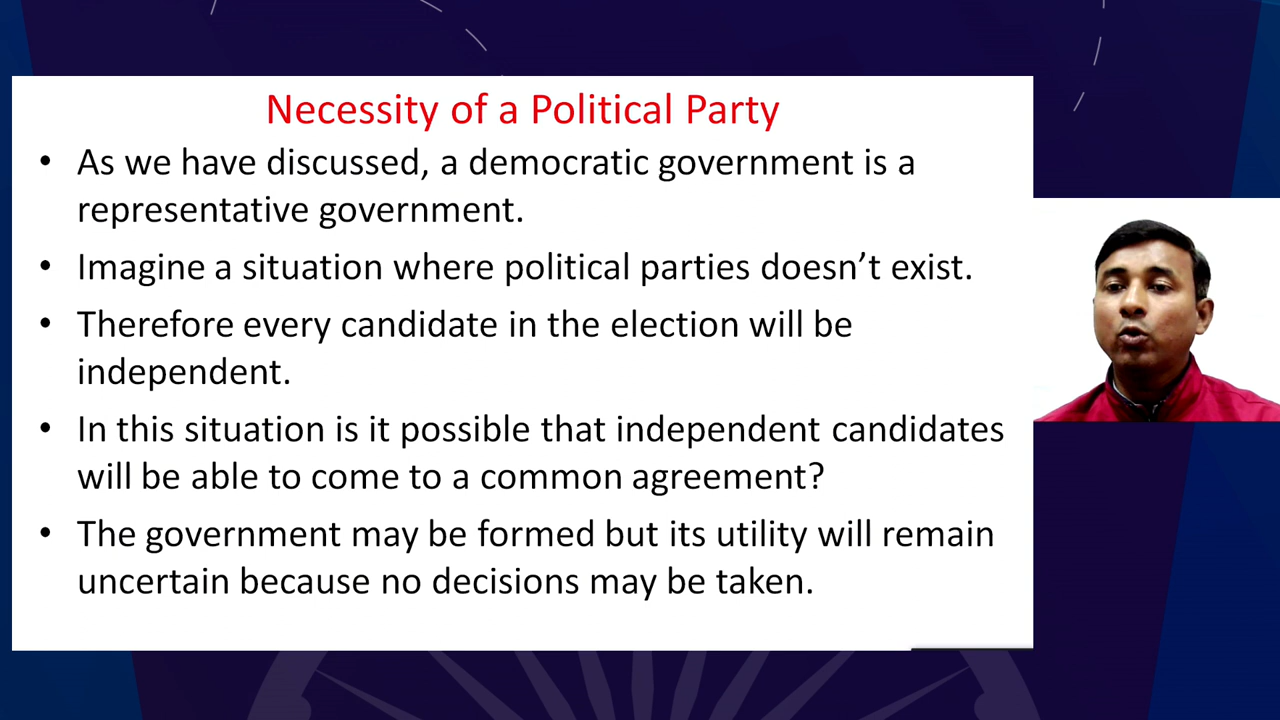 Necessity of a Political Party
• As we have discussed, a democratic government is a
representative government.
• Imagine a situation where political parties doesn’t exist.
• Therefore every candidate in the election will be
independent.
• In this situation is it possible that independent candidates
will be able to come to a common agreement?
• The government may be formed but its utility will remain
uncertain because no decisions may be taken.